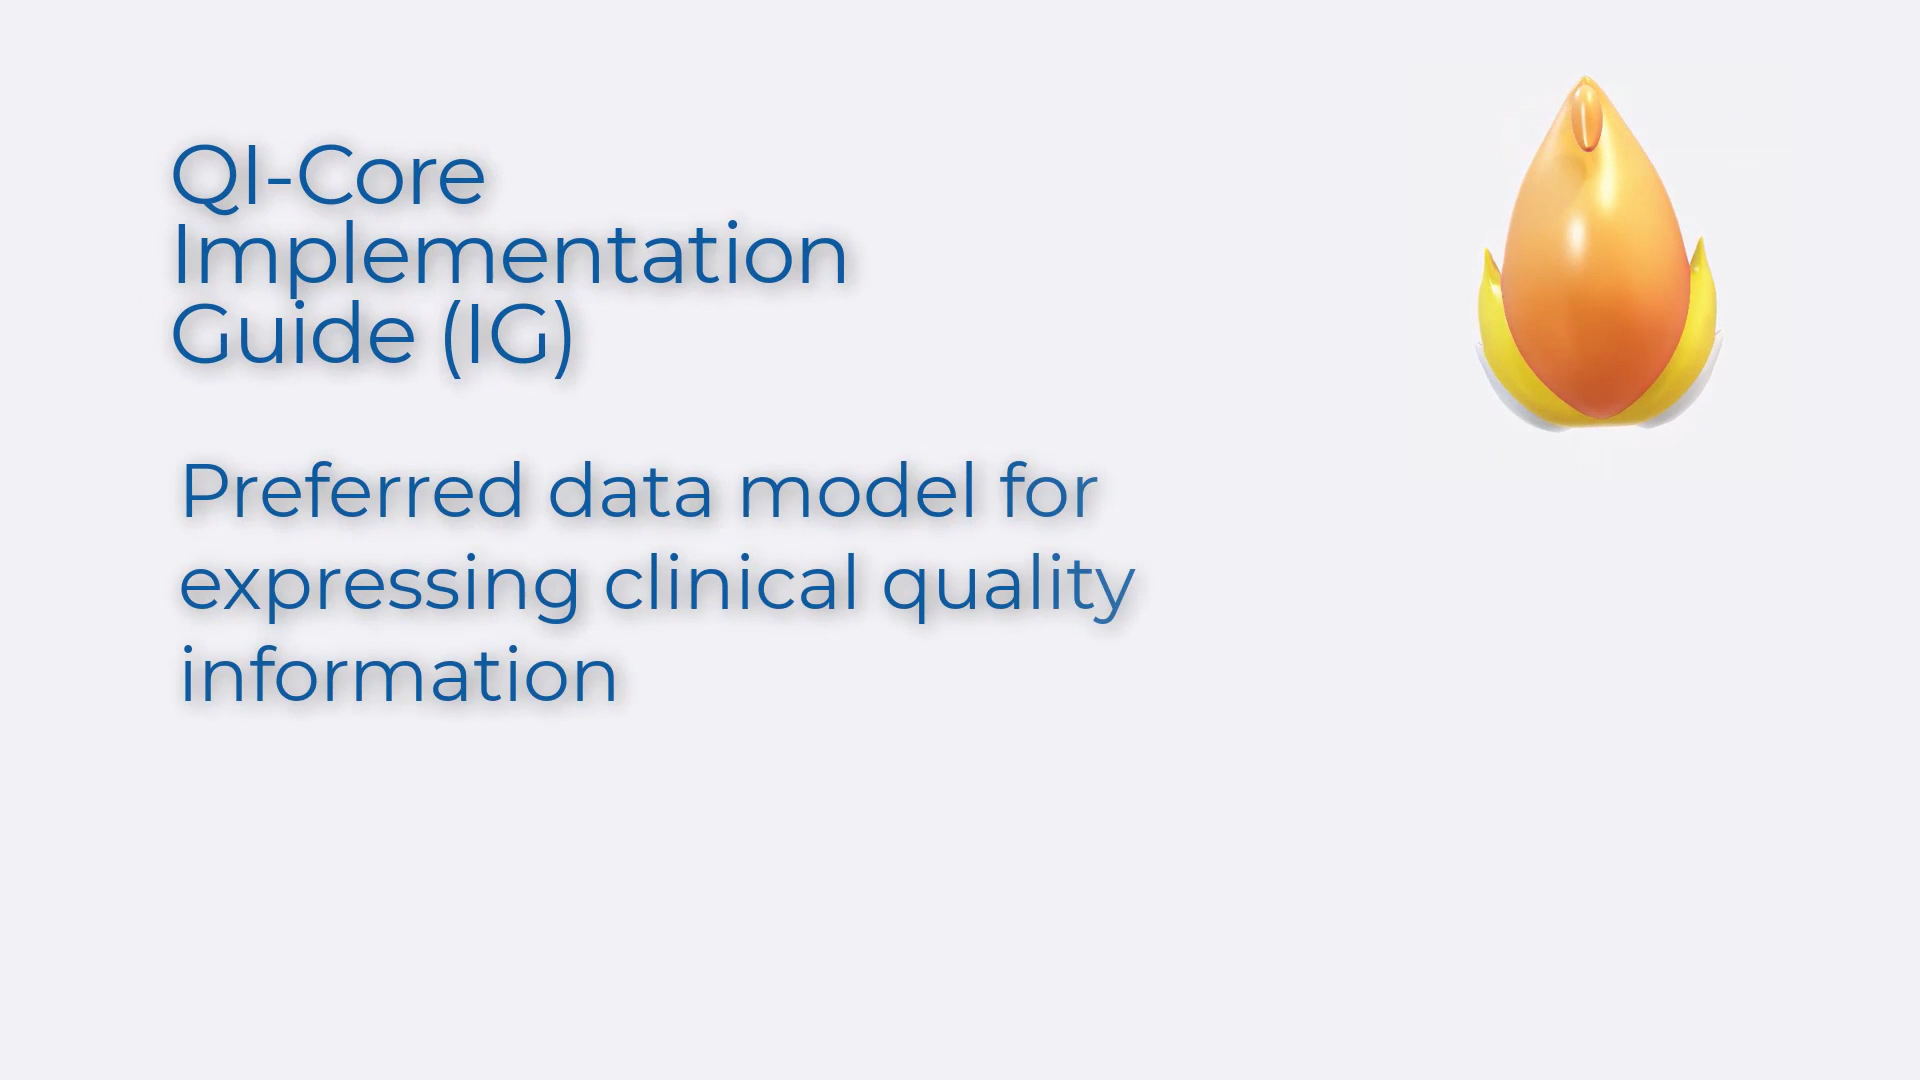 QI-Core
Implementation
Guide (IG)
Preferred data model for
expressing clinical quality
information